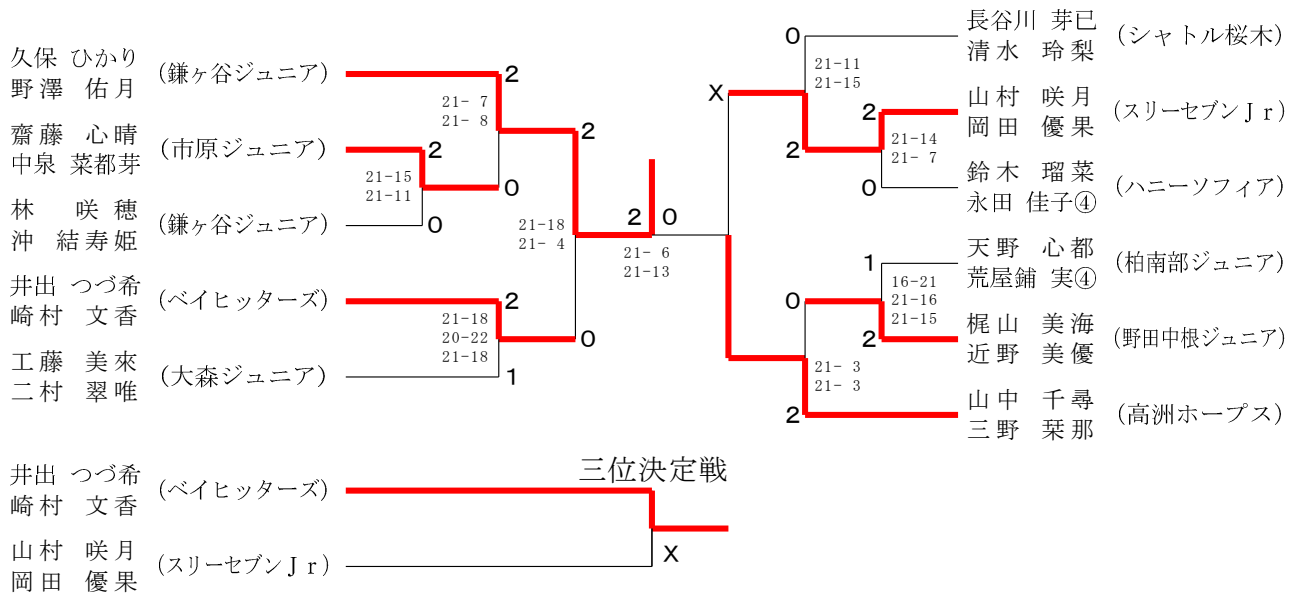 久保 ひかり
野澤 佑月
(鎌ヶ谷ジュニア)
齋藤 心晴
中泉 菜都芽
(市原ジュニア)
林 咲穂
沖 結寿姫
(鎌ヶ谷ジュニア)
井出 つづ希
崎村 文香
(ベイヒッターズ)
工藤 美來
二村 翠唯
(大森ジュニア)
2
21- 7
21- 8
2
21-15
21-11
0
0
2
21-18
21- 4
2
21-18
20-22
21-18
0
1
2 0
21- 6
21-13
長谷川 芽已
清水 玲梨
(シャトル桜木)
山村 咲月
岡田 優果
(スリーセブンＪｒ)
鈴木 瑠菜
永田 佳子④
(ハニーソフィア)
天野 心都
荒屋鋪 実④
(柏南部ジュニア)
梶山 美海
近野 美優
(野田中根ジュニア)
山中 千尋
三野 栞那
(高洲ホープス)
0
21-11
21-15
X
2
2
21-14
21- 7
0
1
16-21
21-16
21-15
0
2
21- 3
21- 3
2
三位決定戦
井出 つづ希
崎村 文香
(ベイヒッターズ)
山村 咲月
岡田 優果
(スリーセブンＪｒ)
X